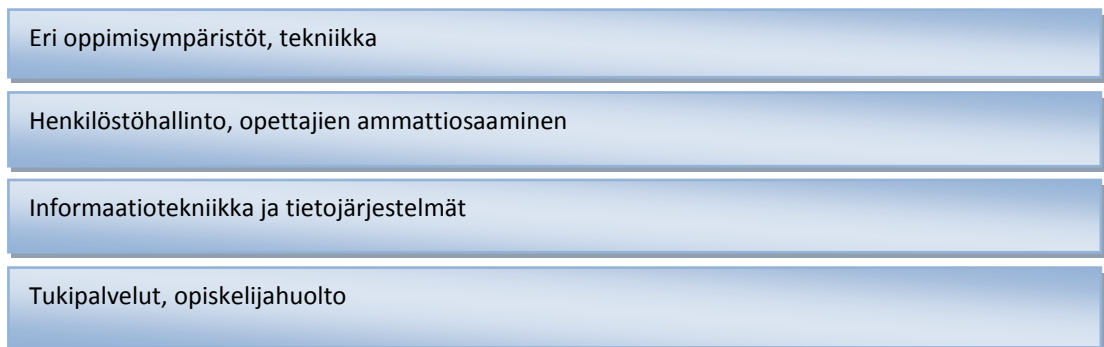 Eri oppimisympäristöt, tekniikka
Henkilöstöhallinto, opettajien ammattiosaaminen
Informaatiotekniikka ja tietojärjestelmät
Tukipalvelut, opiskelijahuolto